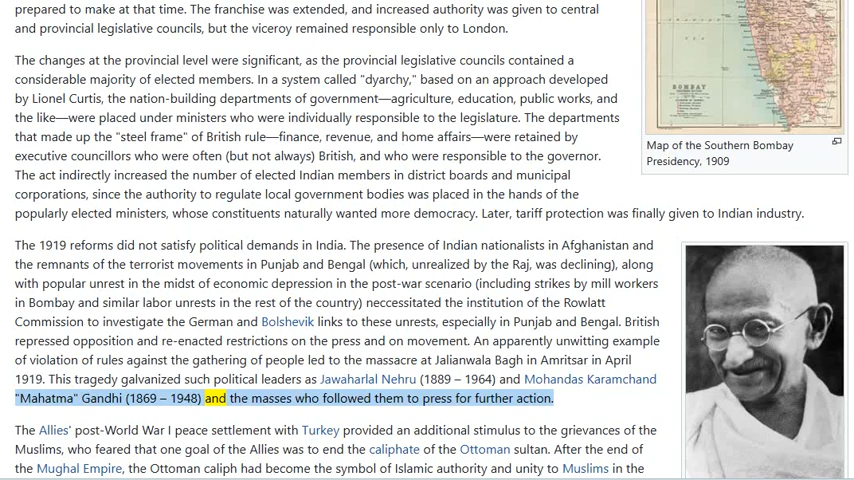 prepared to make at that time. The franchise was extended, and increased authority was given to central
and provincial legislative councils, but the viceroy remained responsible only to London.
The changes at the provincial level were significant, as the provincial legislative councils contained a
considerable majority of elected members. In a system called "dyarchy," based on an approach developed
by Lionel Curtis, the nation-building departments of government—agriculture, education, public works, and
the like—were placed under ministers who were individually responsible to the legislature. The departments
that made up the "steel frame" of British rule—finance, revenue, and home affairs—were retained by
executive councillors who were often (but not always) British, and who were responsible to the governor.
The act indirectly increased the number of elected Indian members in district boards and municipal
corporations, since the authority to regulate local government bodies was placed in the hands of the
popularly elected ministers, whose constituents naturally wanted more democracy. Later, tariff protection was finally given to Indian industry.
BOMBAY
Map of the Southern Bombay
Presidency, 1909
The 1919 reforms did not satisfy political demands in India. The presence of Indian nationalists in Afghanistan and
the remnants of the terrorist movements in Punjab and Bengal (which, unrealized by the Raj, was declining), along
with popular unrest in the midst of economic depression in the post-war scenario (including strikes by mill workers
in Bombay and similar labor unrests in the rest of the country) neccessitated the institution of the Rowlatt
Commission to investigate the German and Bolshevik links to these unrests, especially in Punjab and Bengal. British
repressed opposition and re-enacted restrictions on the press and on movement. An apparently unwitting example
of violation of rules against the gathering of people led to the massacre at Jalianwala Bagh in Amritsar in April
1919. This tragedy galvanized such political leaders as Jawaharlal Nehru (1889 – 1964) and Mohandas Karamchand
"Mahatma" Gandhi (1869 – 1948) and the masses who followed them to press for further action.
The Allies' post-World War I peace settlement with Turkey provided an additional stimulus to the grievances of the
Muslims, who feared that one goal of the Allies was to end the caliphate of the Ottoman sultan. After the end of
the Mughal Empire, the Ottoman caliph had become the symbol of Islamic authority and unity to Muslims in the